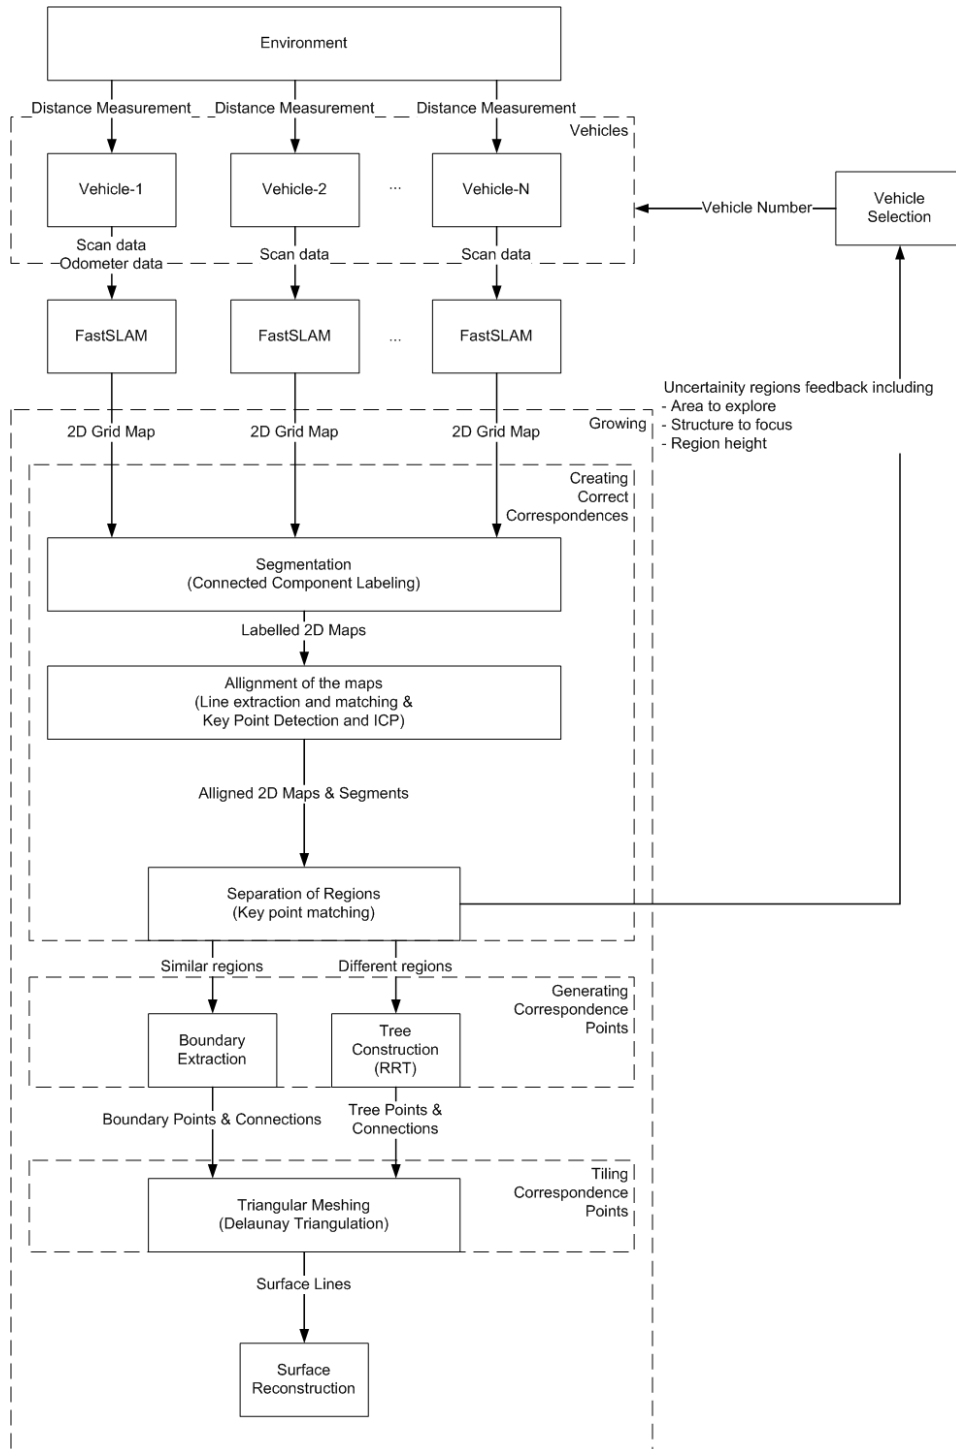 Environment
Distance Measurement
Distance Measurement
Distance Measurement
Vehicles
Vehicle-1
Vehicle-2
...
Vehicle-N
Vehicle Number
Vehicle
Selection
Scan data
Odometer data
Scan data
Scan data
FastSLAM
FastSLAM
...
FastSLAM
Uncertainity regions feedback including
- Area to explore
- Structure to focus
- Region height
Growing
2D Grid Map
2D Grid Map
2D Grid Map
Creating
Correct
Correspondences
Segmentation
(Connected Component Labeling)
Labelled 2D Maps
Allignment of the maps
(Line extraction and matching &
Key Point Detection and ICP)
Alligned 2D Maps & Segments
Separation of Regions
(Key point matching)
Similar regions
Different regions
Generating
Correspondence
Points
Boundary
Extraction
Tree
Construction
(RRT)
Boundary Points & Connections
Tree Points &
Connections
Tiling
Correspondence
Points
Triangular Meshing
(Delaunay Triangulation)
Surface Lines
Surface
Reconstruction